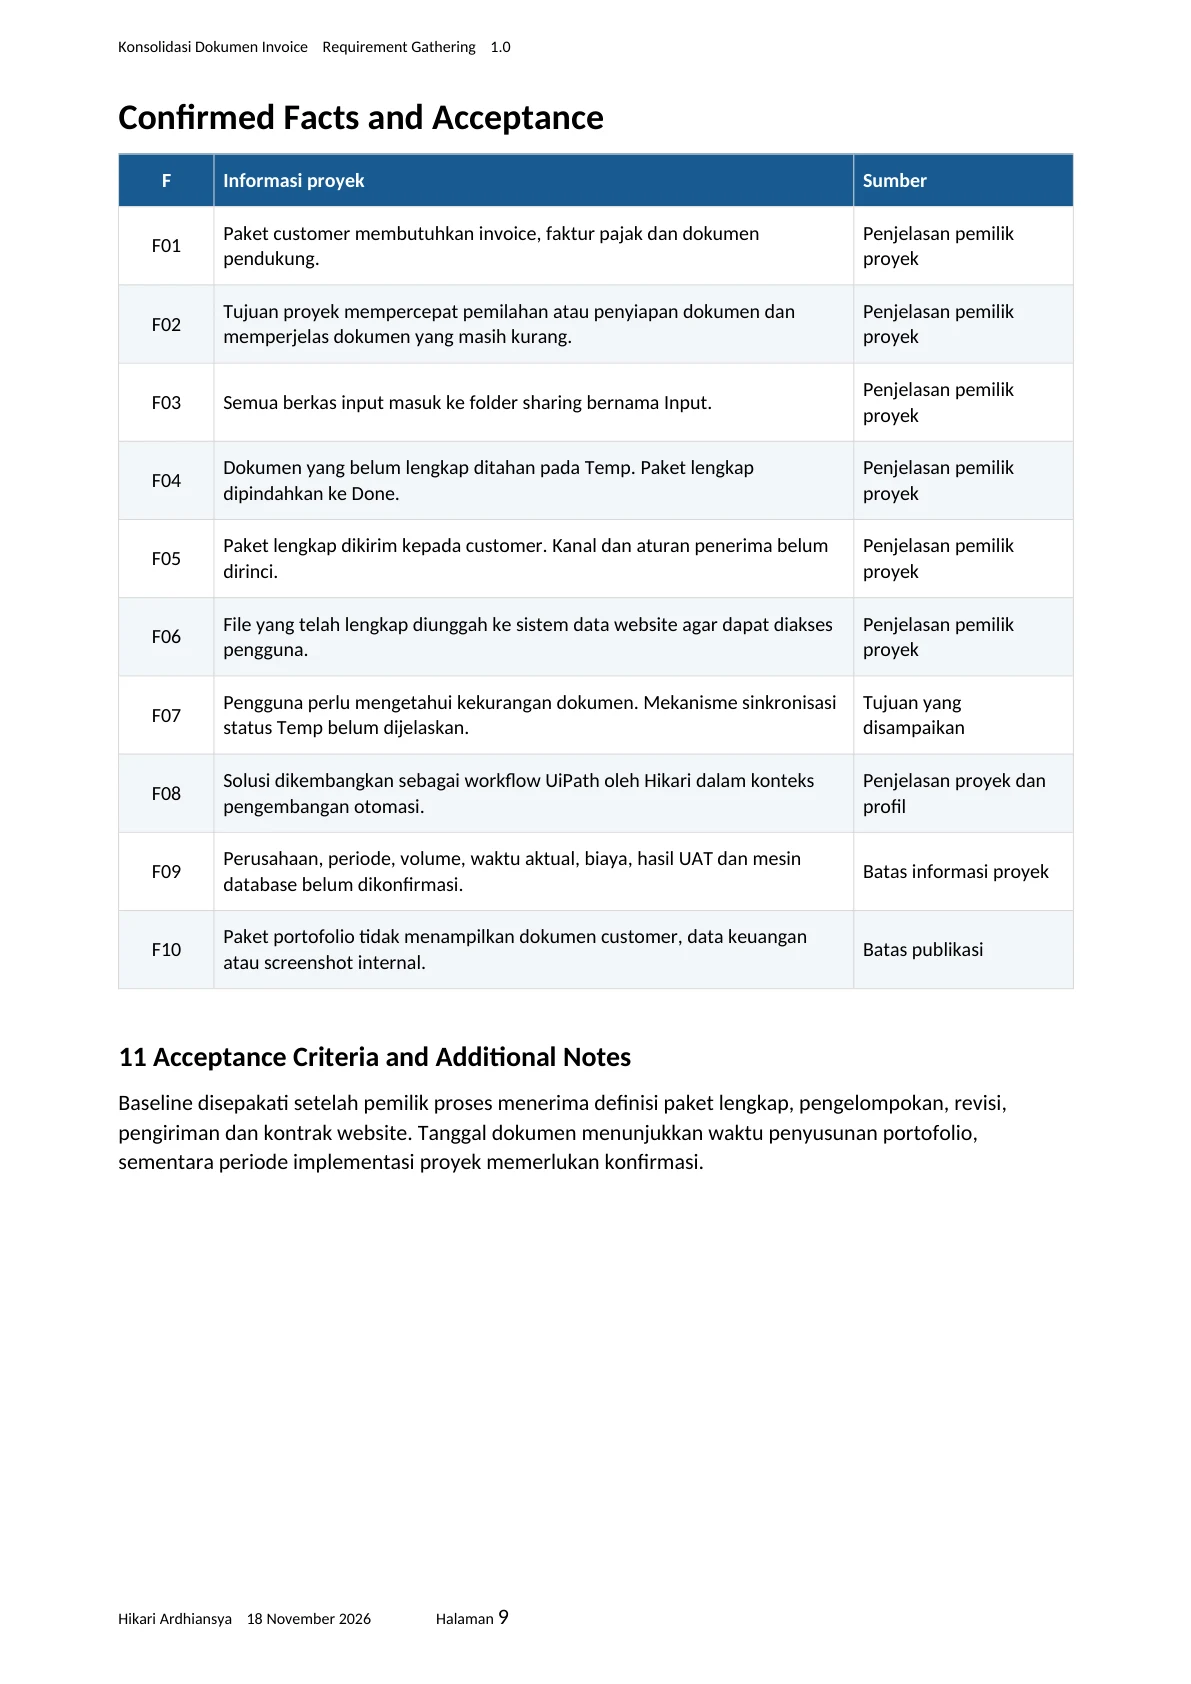 Konsolidasi Dokumen Invoice Requirement Gathering 1.0
Confirmed Facts and Acceptance
F Informasi proyek Sumber
F01 Paket customer membutuhkan invoice, faktur pajak dan dokumen pendukung. Penjelasan pemilik proyek
F02 Tujuan proyek mempercepat pemilahan atau penyiapan dokumen dan memperjelas dokumen yang masih kurang. Penjelasan pemilik proyek
F03 Semua berkas input masuk ke folder sharing bernama Input. Penjelasan pemilik proyek
F04 Dokumen yang belum lengkap ditahan pada Temp. Paket lengkap dipindahkan ke Done. Penjelasan pemilik proyek
F05 Paket lengkap dikirim kepada customer. Kanal dan aturan penerima belum dirinci. Penjelasan pemilik proyek
F06 File yang telah lengkap diunggah ke sistem data website agar dapat diakses pengguna. Penjelasan pemilik proyek
F07 Pengguna perlu mengetahui kekurangan dokumen. Mekanisme sinkronisasi status Temp belum dijelaskan. Tujuan yang disampaikan
F08 Solusi dikembangkan sebagai workflow UiPath oleh Hikari dalam konteks pengembangan otomasi. Penjelasan proyek dan profil
F09 Perusahaan, periode, volume, waktu aktual, biaya, hasil UAT dan mesin database belum dikonfirmasi. Batas informasi proyek
F10 Paket portofolio tidak menampilkan dokumen customer, data keuangan atau screenshot internal. Batas publikasi
11 Acceptance Criteria and Additional Notes
Baseline disepakati setelah pemilik proses menerima definisi paket lengkap, pengelompokan, revisi,
pengiriman dan kontrak website. Tanggal dokumen menunjukkan waktu penyusunan portofolio,
sementara periode implementasi proyek memerlukan konfirmasi.
Hikari Ardhiansya 18 November 2026 Halaman 9